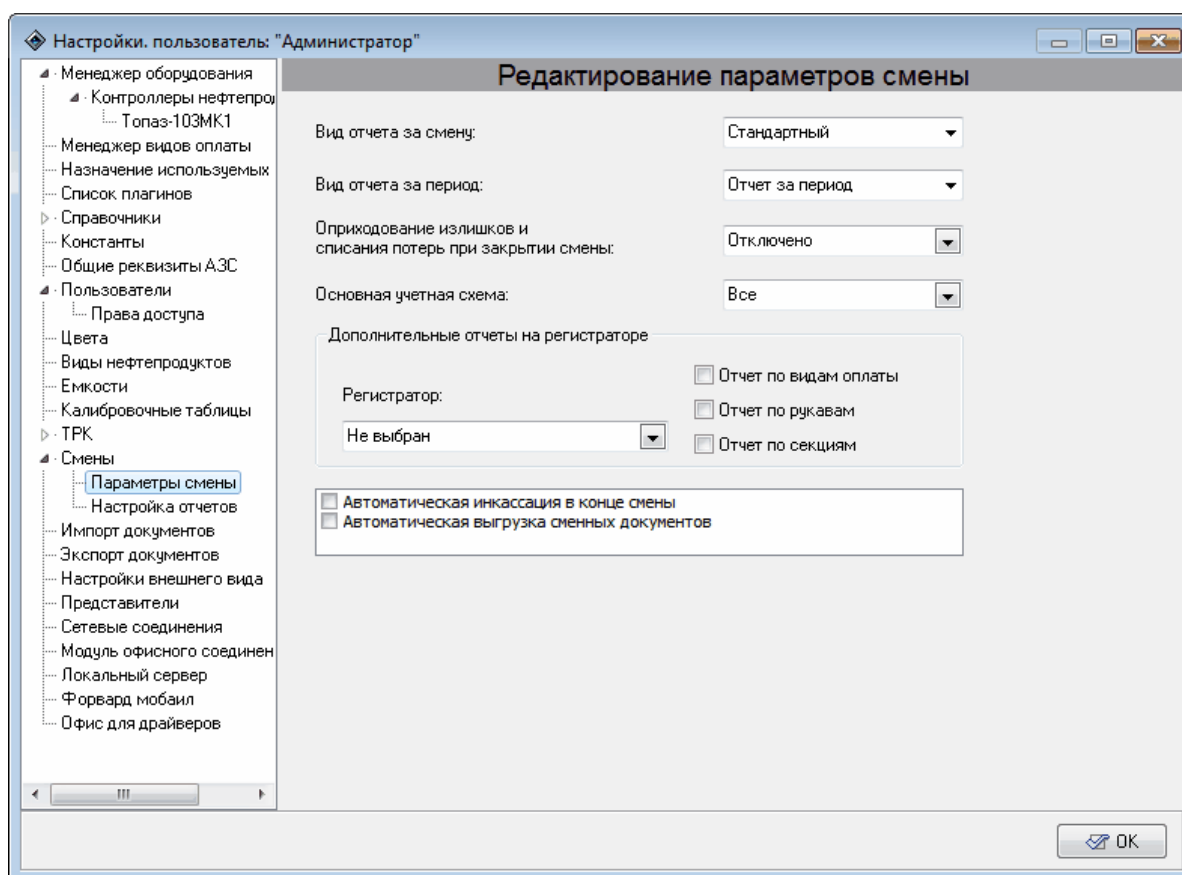 Настройки. пользователь: "Администратор"
Менеджер оборудования
Контроллеры нефтепрод
Топаз-103МК1
Менеджер видов оплаты
Назначение используемых
Список плагинов
Справочники
Константы
Общие реквизиты АЗС
Пользователи
Права доступа
Цвета
Виды нефтепродуктов
Емкости
Калибровочные таблицы
ТРК
Смены
Параметры смены
Настройка отчетов
Импорт документов
Экспорт документов
Настройки внешнего вида
Представители
Сетевые соединения
Модуль офисного соединен
Локальный сервер
Форвард мобаил
Офис для драйверов
Редактирование параметров смены
Вид отчета за смену:
Стандартный
Вид отчета за период:
Отчет за период
Оприходование излишков и
списания потерь при закрытии смены:
Отключено
Основная учетная схема:
Все
Дополнительные отчеты на регистраторе
Регистратор:
Не выбран
Отчет по видам оплаты
Отчет по рукавам
Отчет по секциям
Автоматическая инкассация в конце смены
Автоматическая выгрузка сменных документов
OK